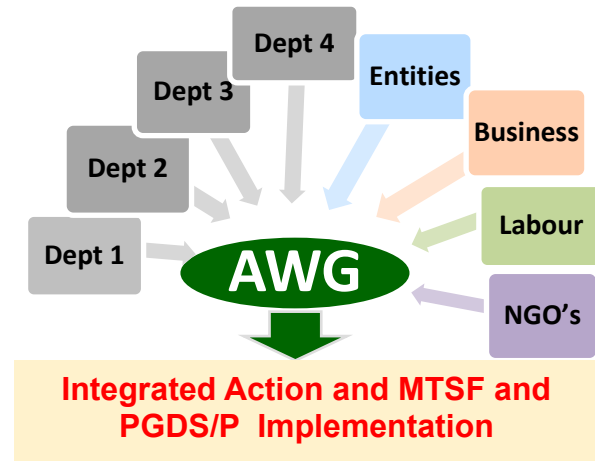 Dept 4
Entities
Dept 3
Business
Dept 2
Labour
Dept 1
AWG
NGO’s
Integrated Action and MTSF and
PGDS/P Implementation